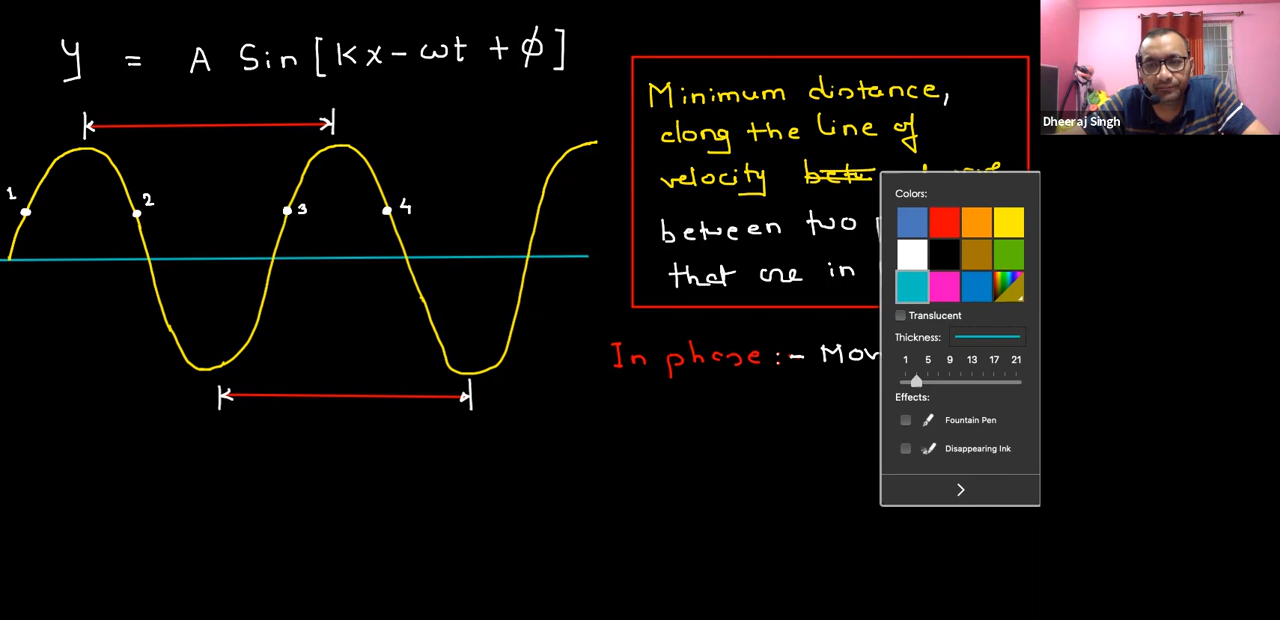 y = A Sin [kx - ωt + ϕ]
Minimum distance,
along the line of
velocity
between two
that are in
In phase :- Mov
1
2
3
4
Dheeraj Singh
Colors:
Translucent
Thickness:
1 5 9 13 17 21
Effects:
Fountain Pen
Disappearing Ink